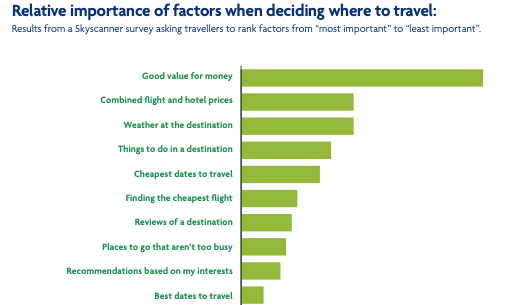 Relative importance of factors when deciding where to travel:
Results from a Skyscanner survey asking travellers to rank factors from “most important” to “least important”.
Good value for money
Combined flight and hotel prices
Weather at the destination
Things to do in a destination
Cheapest dates to travel
Finding the cheapest flight
Reviews of a destination
Places to go that aren’t too busy
Recommendations based on my interests
Best dates to travel